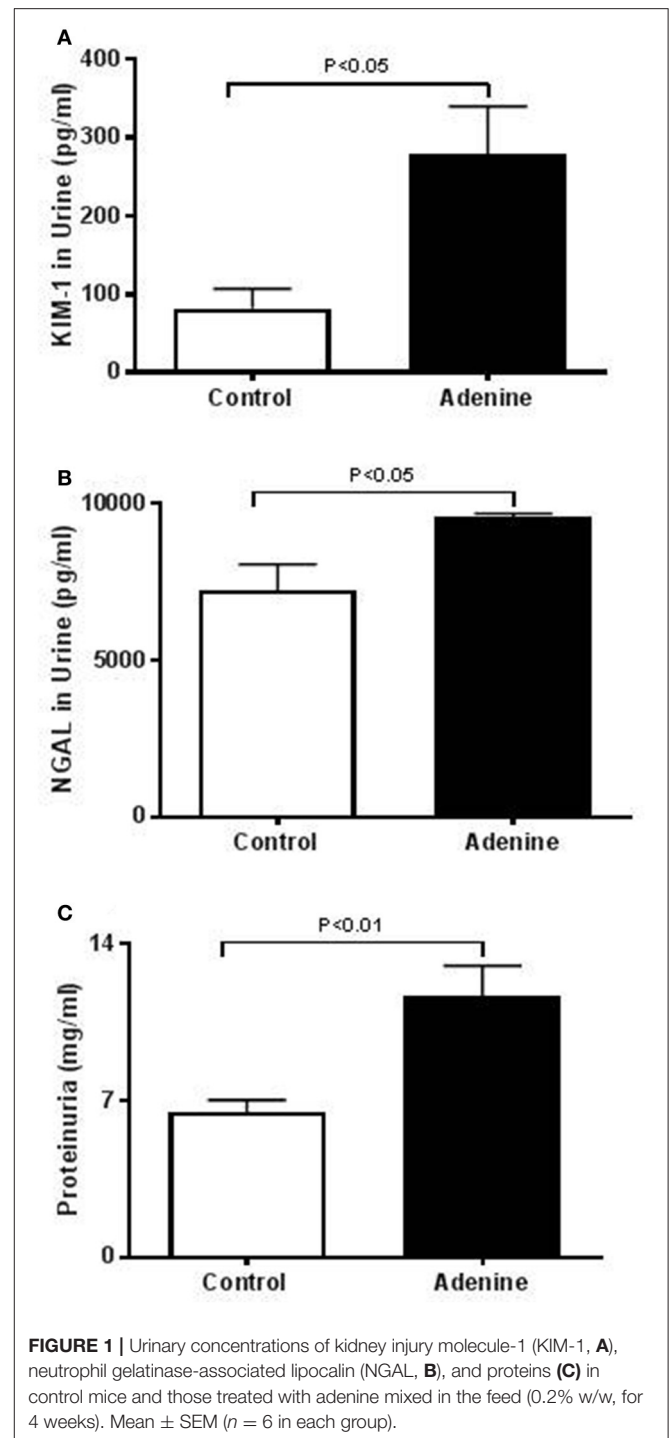 A
400
P<0.05
300
200
100
0
KIM-1 in Urine (pg/ml)
Control Adenine
B
P<0.05
10000
5000
0
NGAL in Urine (pg/ml)
Control Adenine
C
P<0.01
14
7
0
Proteinuria (mg/ml)
Control Adenine
FIGURE 1 | Urinary concentrations of kidney injury molecule-1 (KIM-1, A),
neutrophil gelatinase-associated lipocalin (NGAL, B), and proteins (C) in
control mice and those treated with adenine mixed in the feed (0.2% w/w, for
4 weeks). Mean ± SEM (n = 6 in each group).